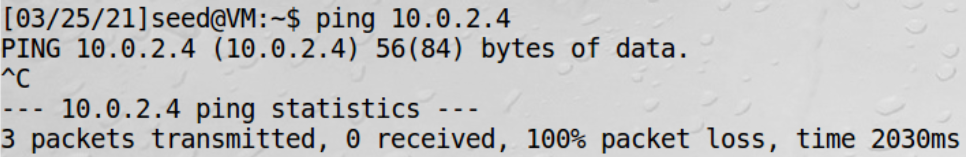 [03/25/21]seed@VM:~$ ping 10.0.2.4
PING 10.0.2.4 (10.0.2.4) 56(84) bytes of data.
^C
--- 10.0.2.4 ping statistics ---
3 packets transmitted, 0 received, 100% packet loss, time 2030ms